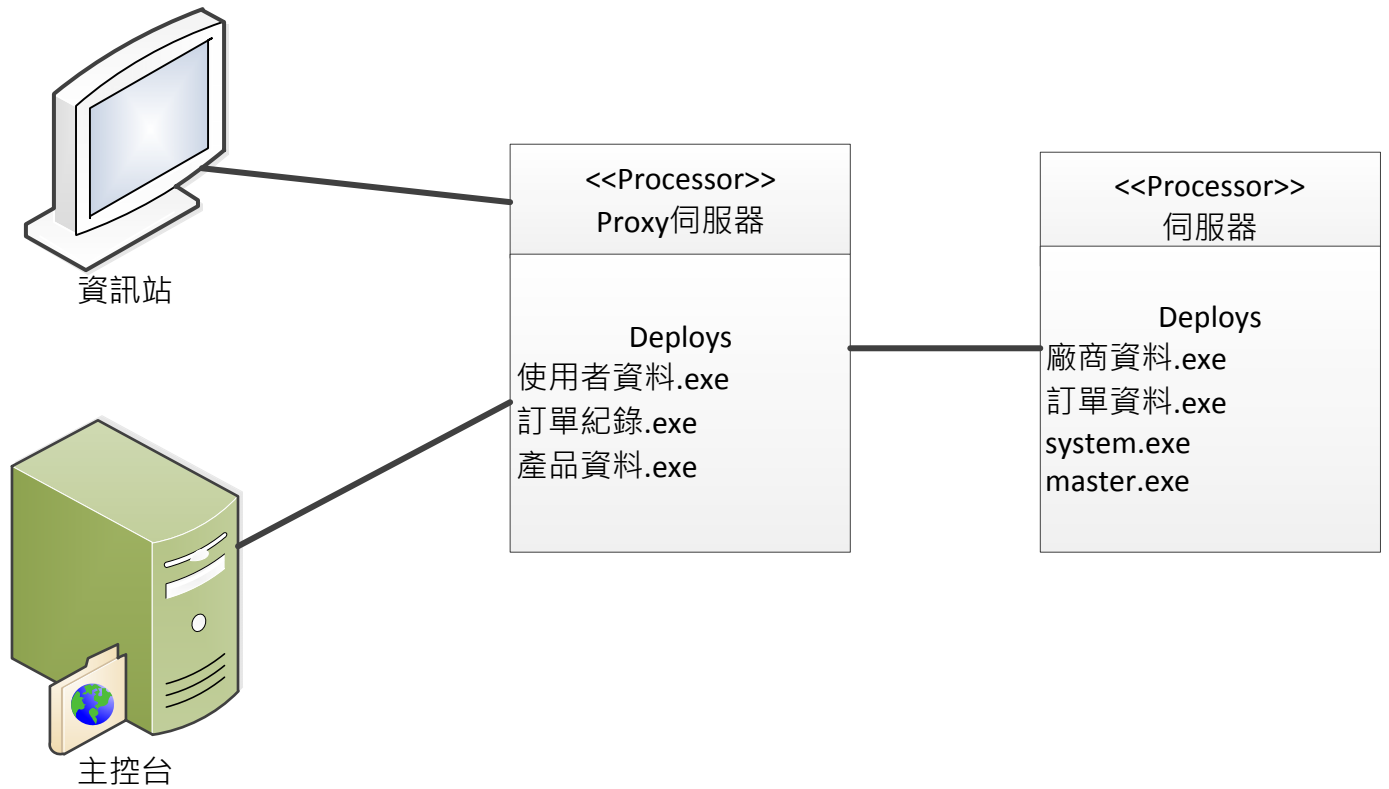 資訊站
主控台
<<Processor>>
Proxy伺服器
Deploys
使用者資料.exe
訂單紀錄.exe
產品資料.exe
<<Processor>>
伺服器
Deploys
廠商資料.exe
訂單資料.exe
system.exe
master.exe